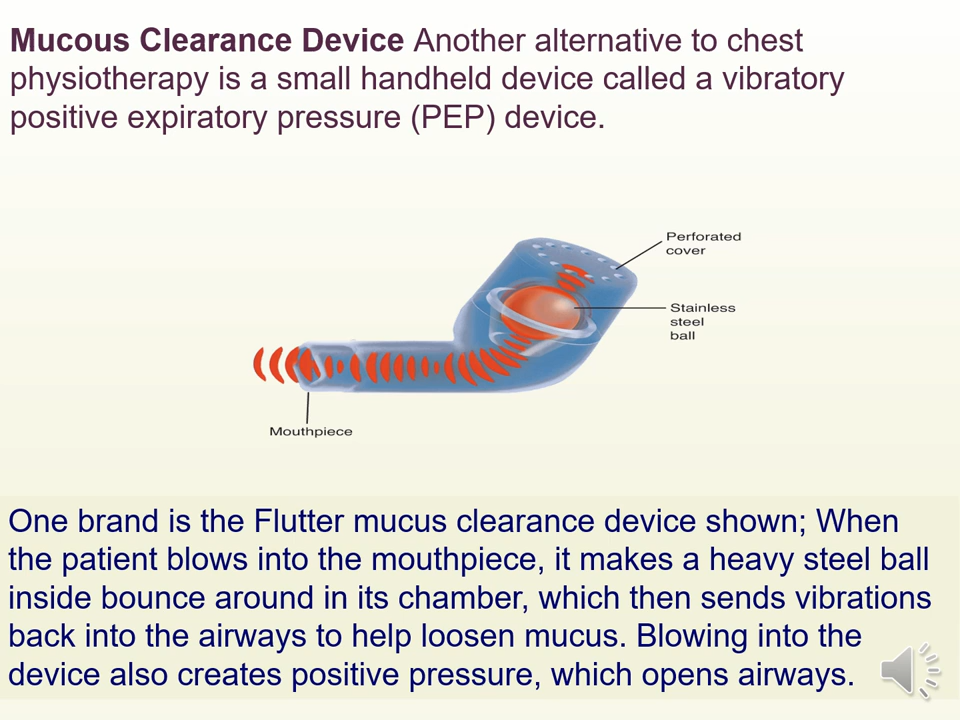 Mucous Clearance Device Another alternative to chest
physiotherapy is a small handheld device called a vibratory
positive expiratory pressure (PEP) device.
Perforated
cover
Stainless
steel
ball
Mouthpiece
One brand is the Flutter mucus clearance device shown; When
the patient blows into the mouthpiece, it makes a heavy steel ball
inside bounce around in its chamber, which then sends vibrations
back into the airways to help loosen mucus. Blowing into the
device also creates positive pressure, which opens airways.